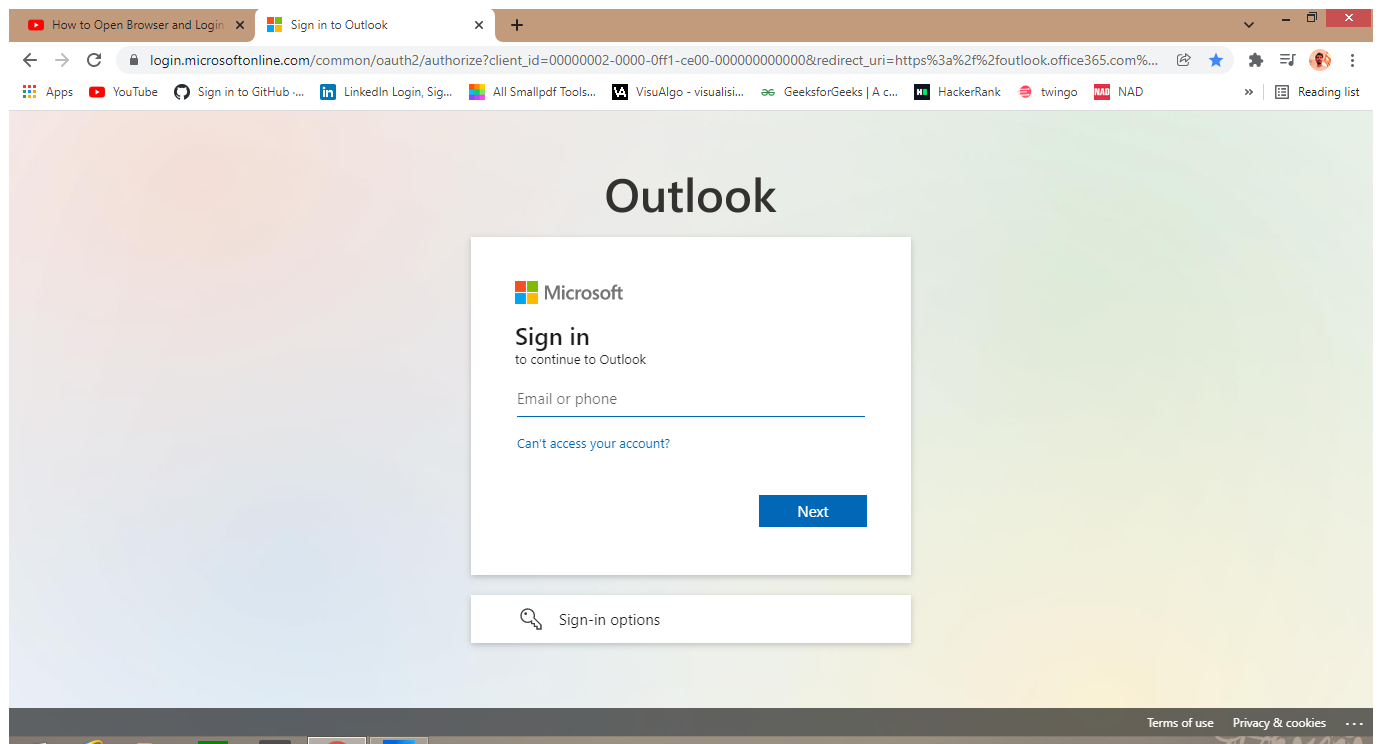 How to Open Browser and Login
Sign in to Outlook
login.microsoftonline.com/common/oauth2/authorize?client_id=00000002-0000-0ff1-ce00-000000000000&redirect_uri=https%3a%2f%2foutlook.office365.com%...
Apps YouTube Sign in to GitHub ·... LinkedIn Login, Sig... All Smallpdf Tools... VA VisuAlgo - visualisi... GeeksforGeeks | A c... HackerRank twingo NAD NAD » Reading list
Outlook
Microsoft
Sign in
to continue to Outlook
Email or phone
Can't access your account?
Next
Sign-in options
Terms of use Privacy & cookies ...